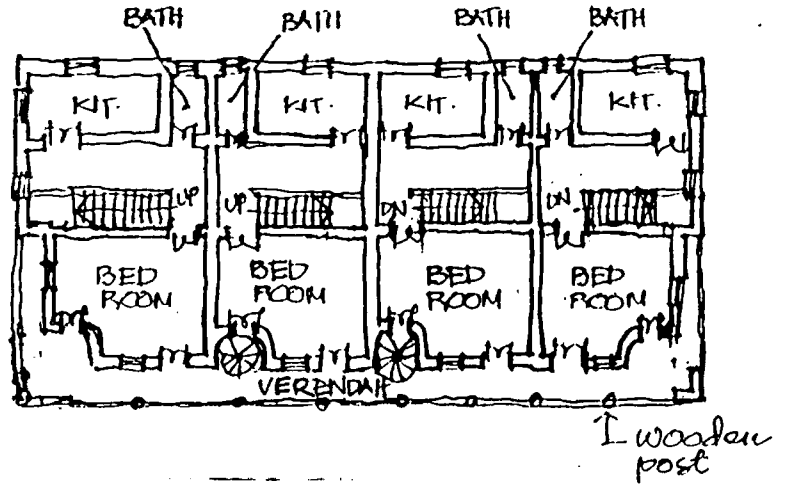 BATH BATH BATH BATH
KIT. KIT. KIT. KIT.
UP UP DN. DN.
BED BED BED BED
ROOM ROOM ROOM ROOM
VERENDAH
wooden
post